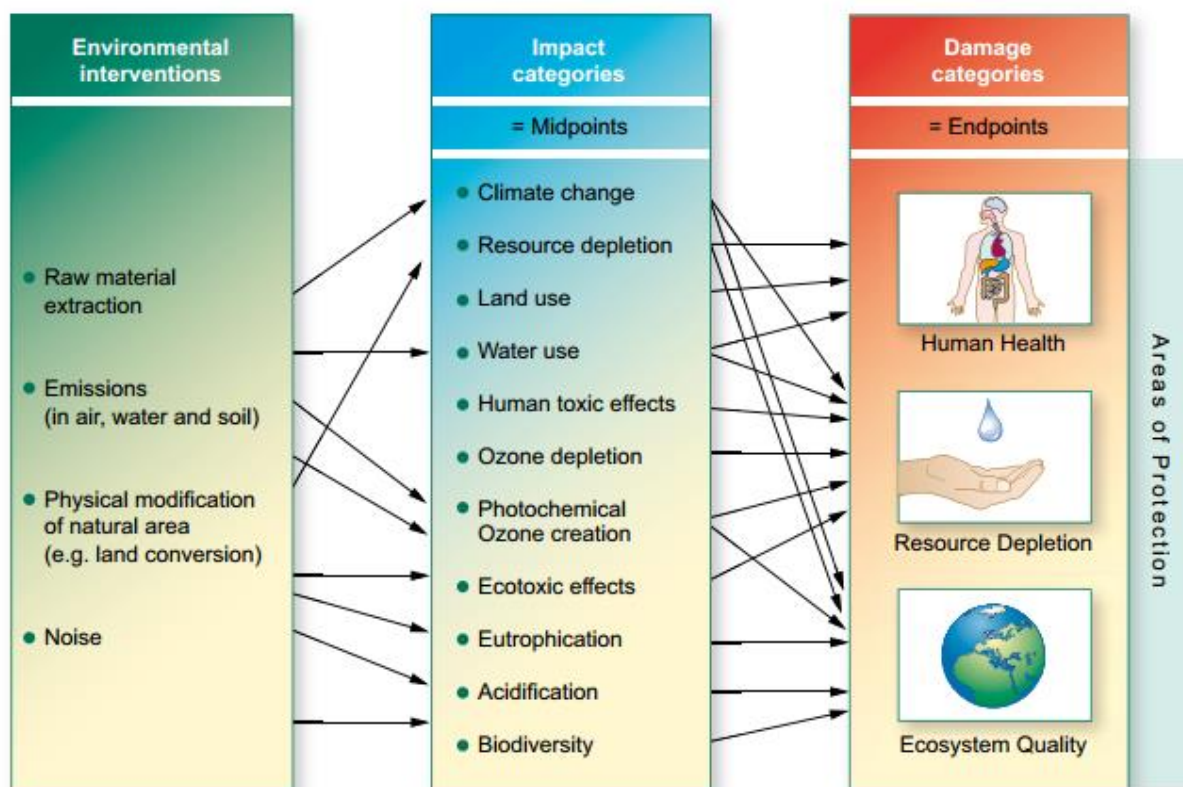 Environmental
interventions
Raw material
extraction
Emissions
(in air, water and soil)
Physical modification
of natural area
(e.g. land conversion)
Noise
Impact
categories
= Midpoints
Climate change
Resource depletion
Land use
Water use
Human toxic effects
Ozone depletion
Photochemical
Ozone creation
Ecotoxic effects
Eutrophication
Acidification
Biodiversity
Damage
categories
= Endpoints
Human Health
Resource Depletion
Ecosystem Quality
Areas of Protection